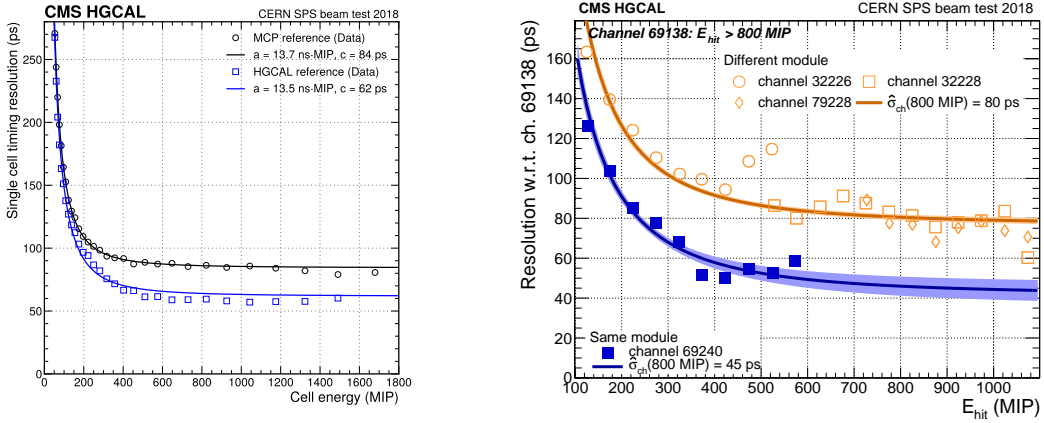 CMS HGCAL CERN SPS beam test 2018
Single cell timing resolution (ps)
MCP reference (Data)
a = 13.7 ns·MIP, c = 84 ps
HGCAL reference (Data)
a = 13.5 ns·MIP, c = 62 ps
250
200
150
100
50
0
0 200 400 600 800 1000 1200 1400 1600 1800
Cell energy (MIP)
CMS HGCAL CERN SPS beam test 2018
Resolution w.r.t. ch. 69138 (ps)
Channel 69138: E_hit > 800 MIP
Different module
channel 32226 channel 32228
channel 79228 σ̂_ch(800 MIP) = 80 ps
160
140
120
100
80
60
40
20
0
Same module
channel 69240
σ̂_ch(800 MIP) = 45 ps
100 200 300 400 500 600 700 800 900 1000
E_hit (MIP)